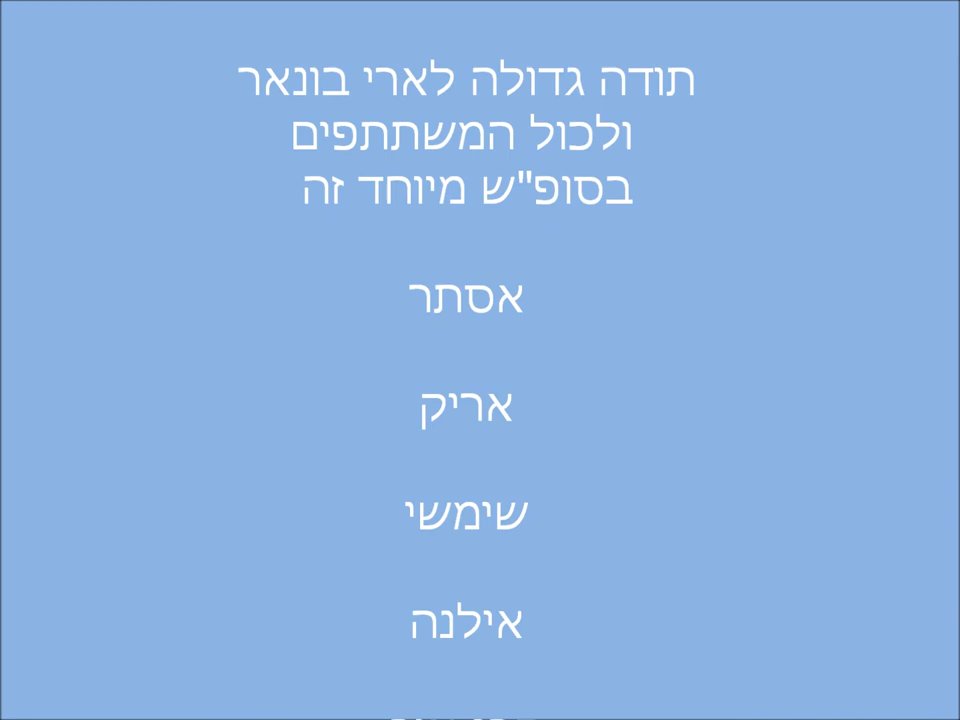 תודה גדולה לארי בונאר
ולכול המשתתפים
בסופ"ש מיוחד זה
אסתר
אריק
שימשי
אילנה